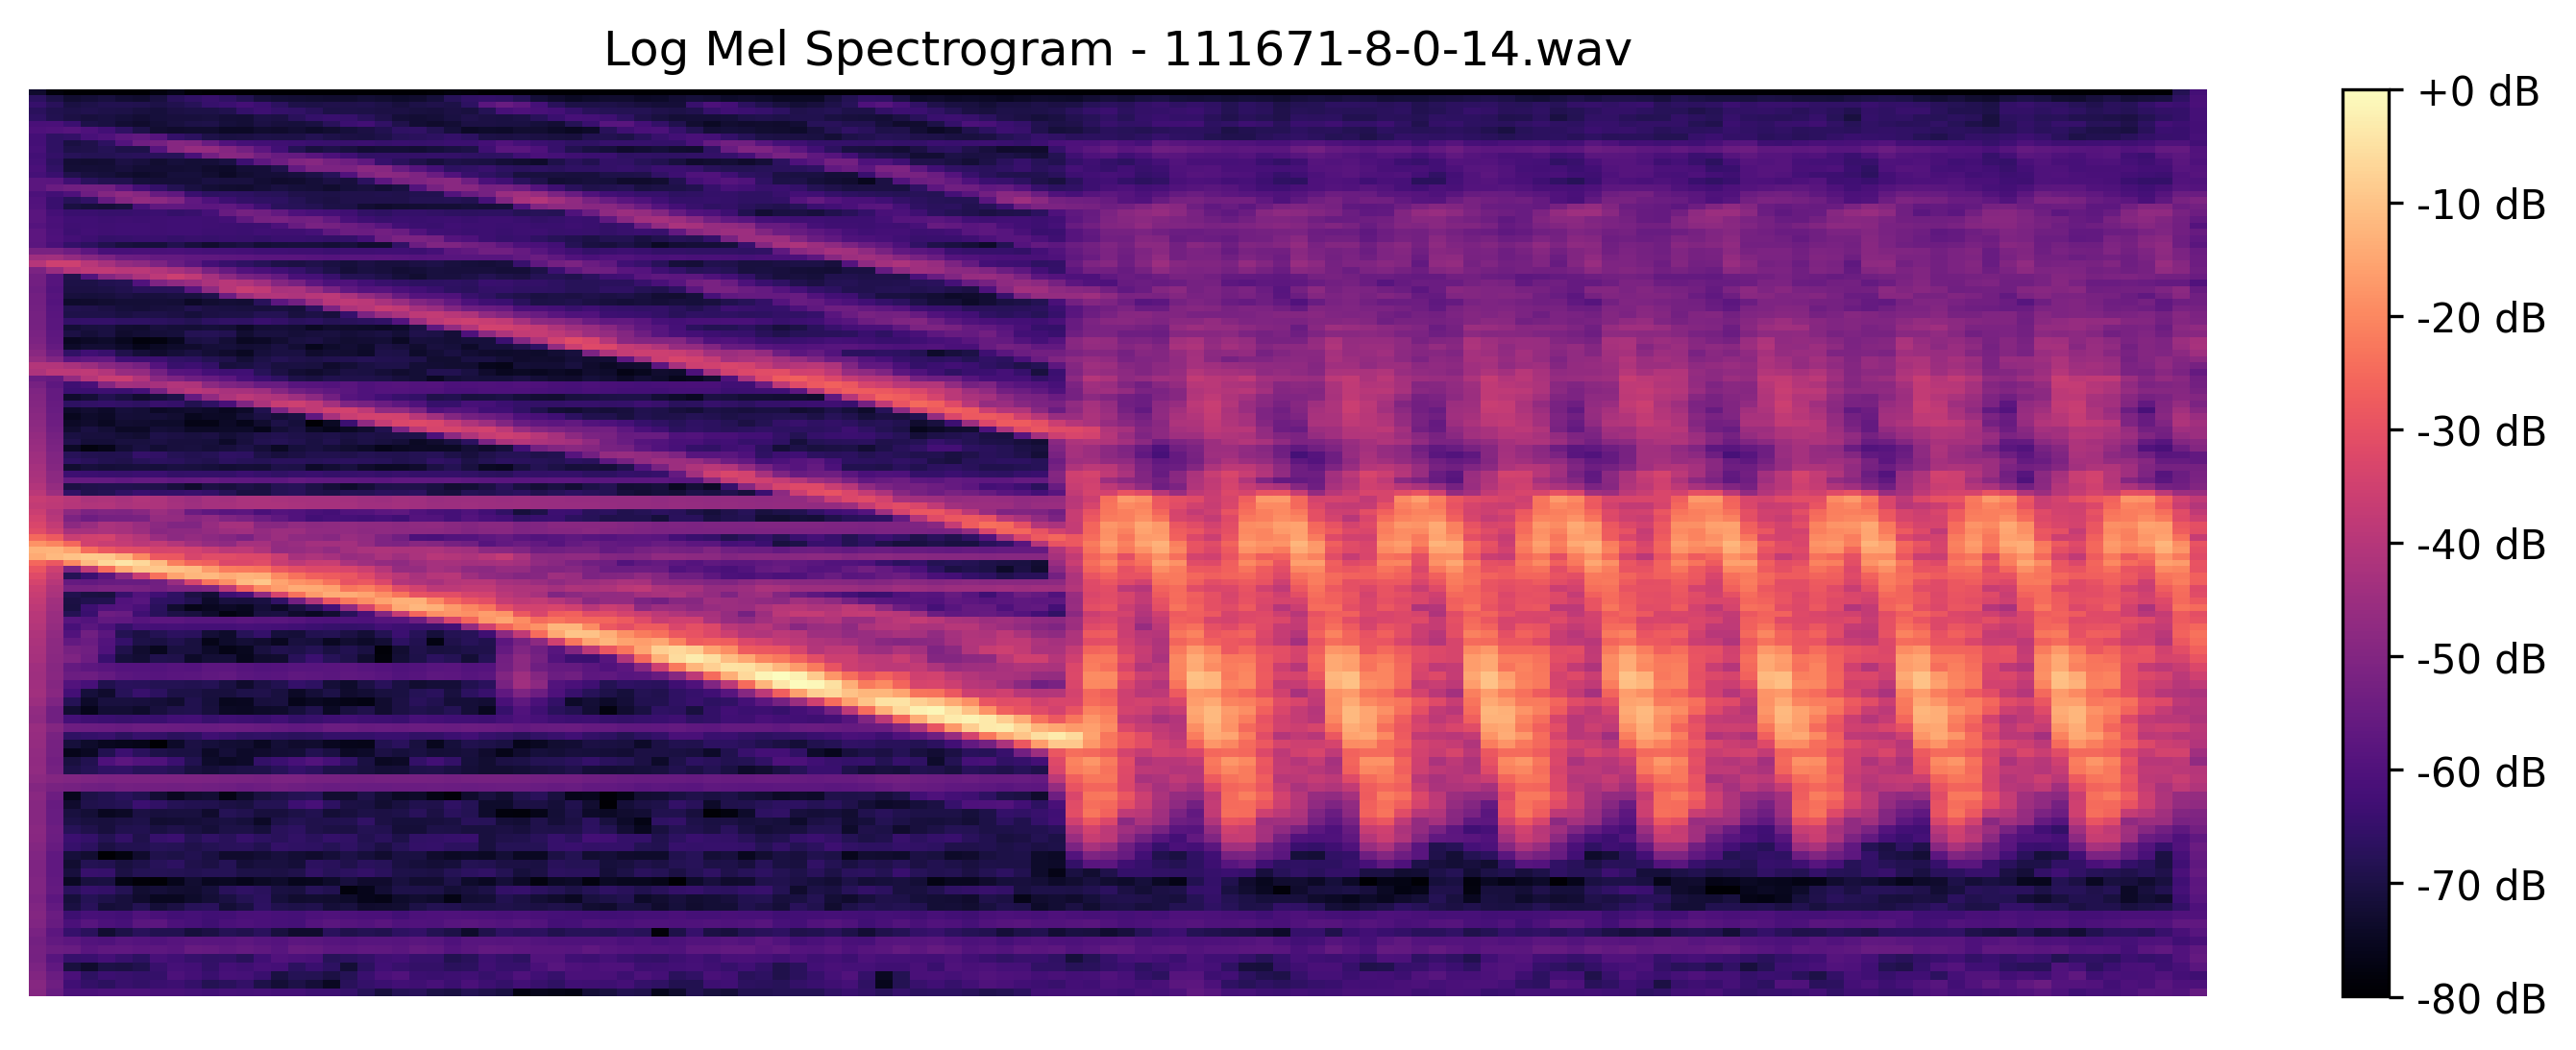 Log Mel Spectrogram - 111671-8-0-14.wav
+0 dB
-10 dB
-20 dB
-30 dB
-40 dB
-50 dB
-60 dB
-70 dB
-80 dB